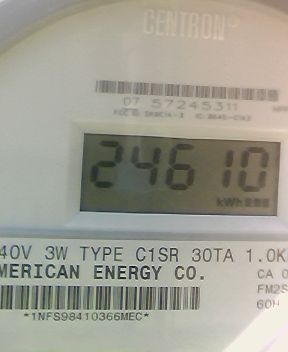 CENTRON®
07 57245311
24610
kWh
40V 3W TYPE C1SR 30TA 1.0K
MERICAN ENERGY CO.
CA 0
FM2S
60H
*1NFS98410366MEC*